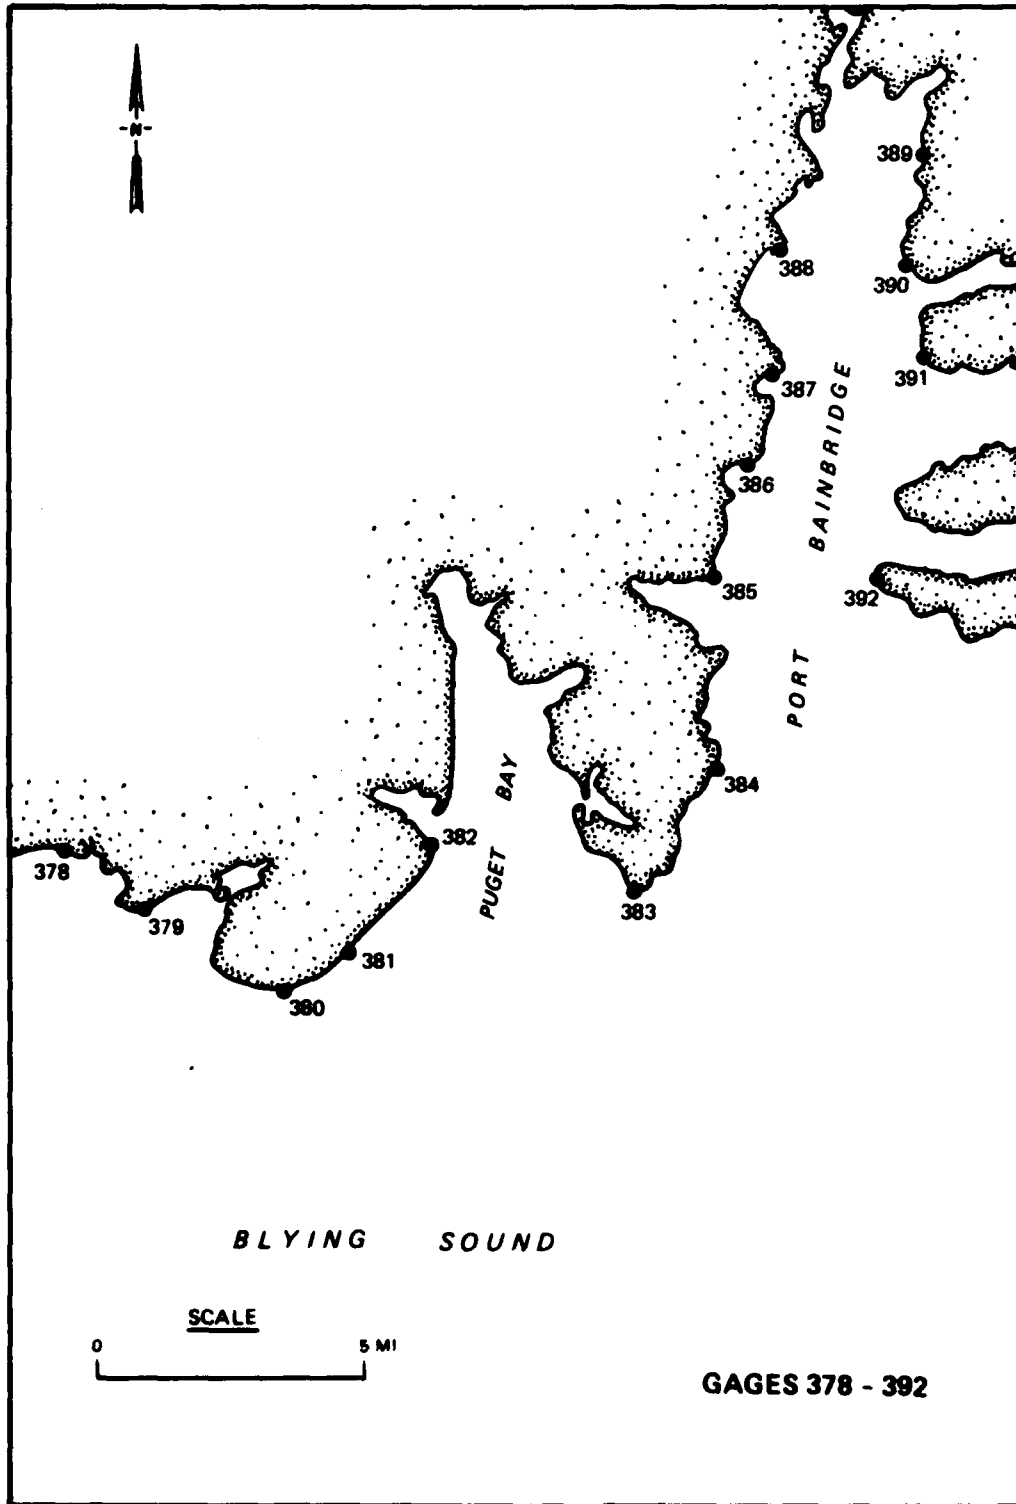 -N-
389
388
390
391
387
BAINBRIDGE
386
385
392
PORT
384
BAY
382
378
PUGET
379
383
381
380
BLYING SOUND
SCALE
0 5 MI
GAGES 378 - 392